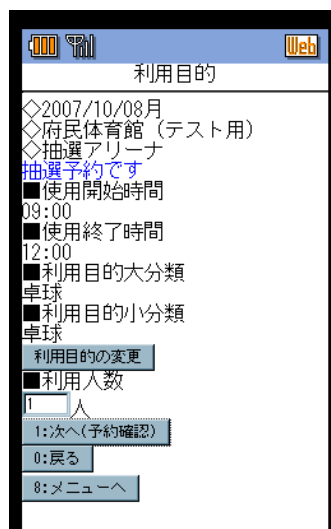 Web
利用目的
◇2007/10/08月
◇府民体育館（テスト用）
◇抽選アリーナ
抽選予約です
■使用開始時間
09:00
■使用終了時間
12:00
■利用目的大分類
卓球
■利用目的小分類
卓球
利用目的の変更
■利用人数
1 人
1:次へ(予約確認)
0:戻る
8:メニューへ